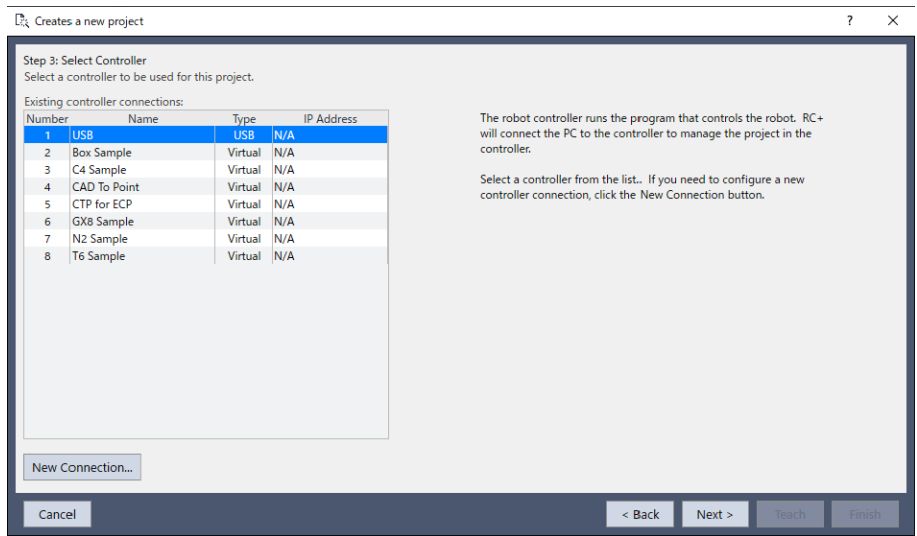 Creates a new project
?
Step 3: Select Controller
Select a controller to be used for this project.
Existing controller connections:
Number Name Type IP Address
1 USB USB N/A
2 Box Sample Virtual N/A
3 C4 Sample Virtual N/A
4 CAD To Point Virtual N/A
5 CTP for ECP Virtual N/A
6 GX8 Sample Virtual N/A
7 N2 Sample Virtual N/A
8 T6 Sample Virtual N/A
The robot controller runs the program that controls the robot. RC+
will connect the PC to the controller to manage the project in the
controller.
Select a controller from the list.. If you need to configure a new
controller connection, click the New Connection button.
New Connection...
Cancel
< Back
Next >
Teach
Finish